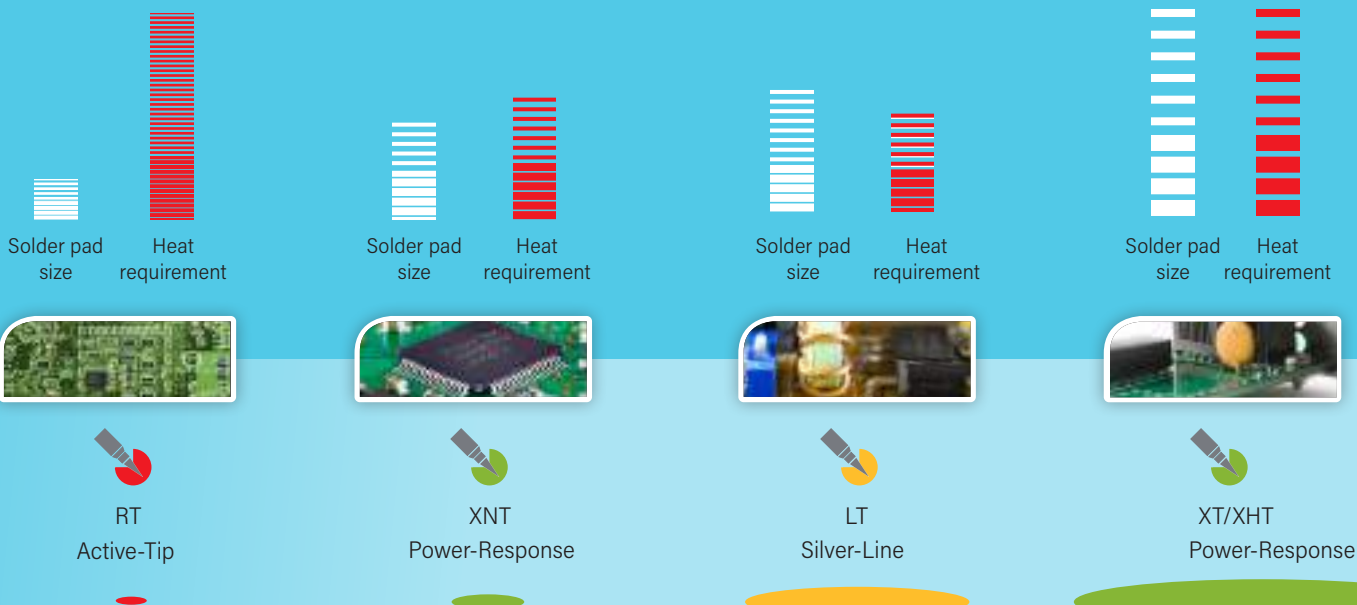 Solder pad
size
Heat
requirement
Solder pad
size
Heat
requirement
Solder pad
size
Heat
requirement
Solder pad
size
Heat
requirement
RT
Active-Tip
XNT
Power-Response
LT
Silver-Line
XT/XHT
Power-Response